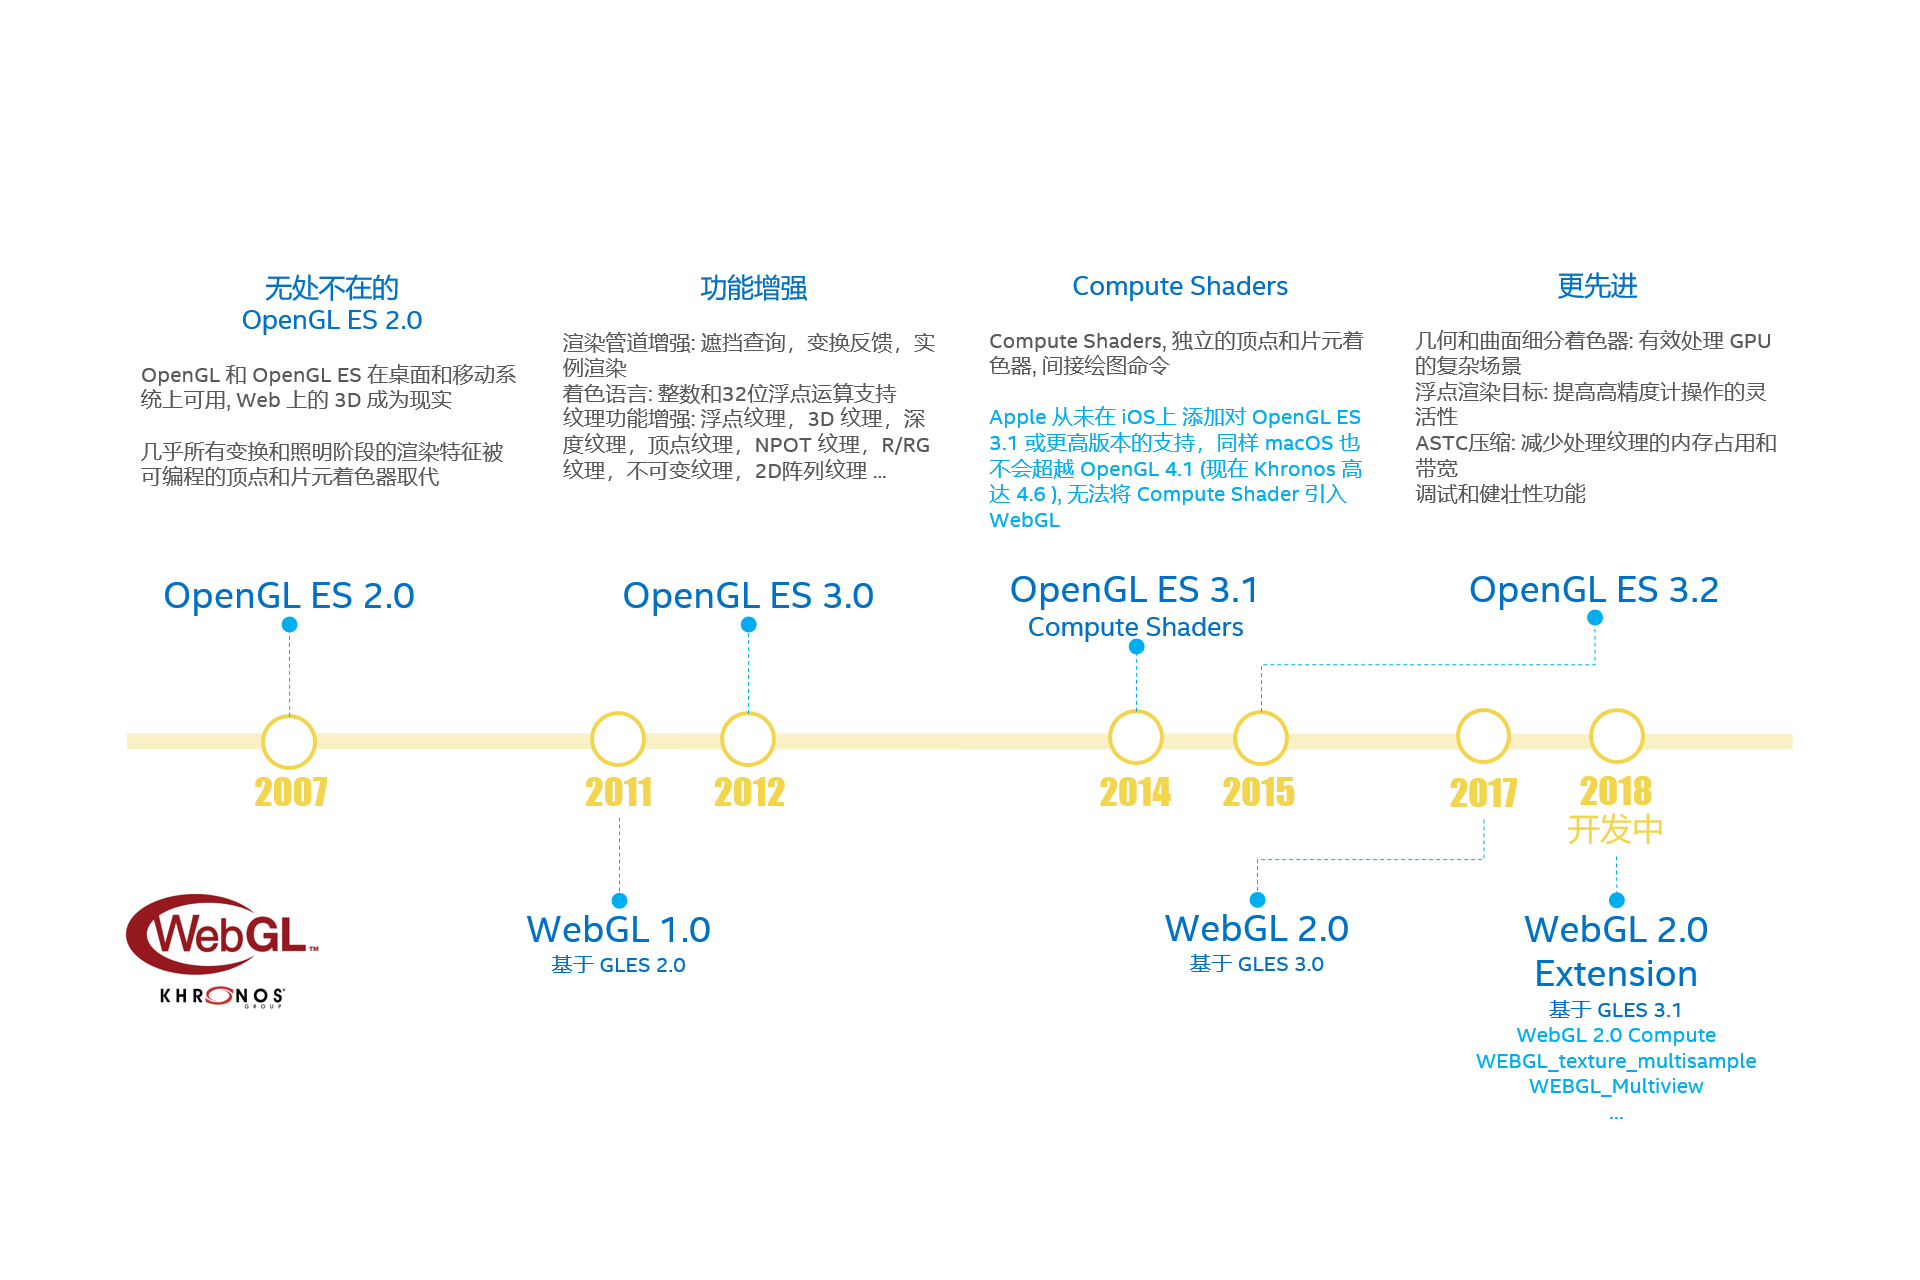 无处不在的
OpenGL ES 2.0
OpenGL 和 OpenGL ES 在桌面和移动系
统上可用, Web 上的 3D 成为现实
几乎所有变换和照明阶段的渲染特征被
可编程的顶点和片元着色器取代
功能增强
渲染管道增强: 遮挡查询，变换反馈，实
例渲染
着色语言: 整数和32位浮点运算支持
纹理功能增强: 浮点纹理，3D 纹理，深
度纹理，顶点纹理，NPOT 纹理，R/RG
纹理，不可变纹理，2D阵列纹理 ...
Compute Shaders
Compute Shaders, 独立的顶点和片元着
色器, 间接绘图命令
Apple 从未在 iOS上 添加对 OpenGL ES
3.1 或更高版本的支持，同样 macOS 也
不会超越 OpenGL 4.1 (现在 Khronos 高
达 4.6 ), 无法将 Compute Shader 引入
WebGL
更先进
几何和曲面细分着色器: 有效处理 GPU
的复杂场景
浮点渲染目标: 提高高精度计操作的灵
活性
ASTC压缩: 减少处理纹理的内存占用和
带宽
调试和健壮性功能
OpenGL ES 2.0
OpenGL ES 3.0
OpenGL ES 3.1
Compute Shaders
OpenGL ES 3.2
2007
2011
2012
2014
2015
2017
2018
开发中
WebGL™
KHRONOS®
GROUP
WebGL 1.0
基于 GLES 2.0
WebGL 2.0
基于 GLES 3.0
WebGL 2.0
Extension
基于 GLES 3.1
WebGL 2.0 Compute
WEBGL_texture_multisample
WEBGL_Multiview
...